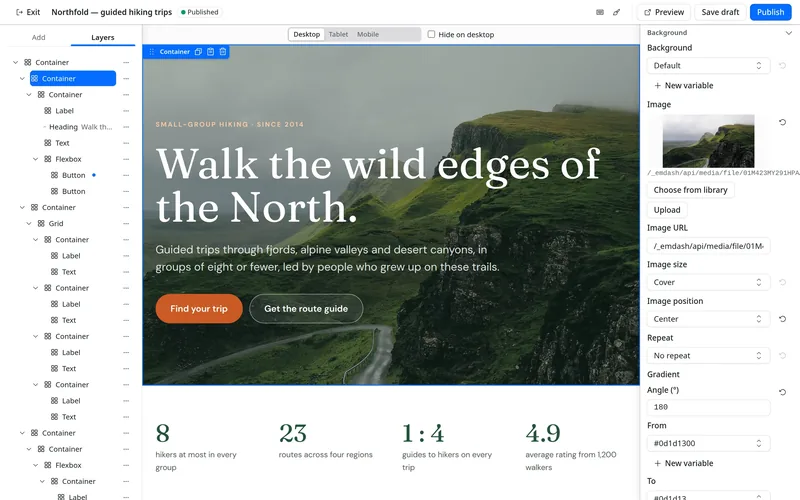 Exit
Northfold — guided hiking trips
Published
Preview
Save draft
Publish
Add
Layers
Container
Container
Container
Label
Heading Walk th...
Text
Flexbox
Button
Button
Container
Grid
Container
Label
Text
Container
Label
Text
Container
Label
Text
Container
Label
Text
Container
Container
Flexbox
Container
Label
Desktop
Tablet
Mobile
Hide on desktop
Container
SMALL-GROUP HIKING · SINCE 2014
Walk the wild edges of
the North.
Guided trips through fjords, alpine valleys and desert canyons, in
groups of eight or fewer, led by people who grew up on these trails.
Find your trip
Get the route guide
8
hikers at most in every
group
23
routes across four regions
1 : 4
guides to hikers on every
trip
4.9
average rating from 1,200
walkers
Background
Background
Default
+ New variable
Image
/_emdash/api/media/file/01M423MY291HPA
Choose from library
Upload
Image URL
/_emdash/api/media/file/01M
Image size
Cover
Image position
Center
Repeat
No repeat
Gradient
Angle (°)
180
From
#0d1d1300
+ New variable
To
#0d1d13